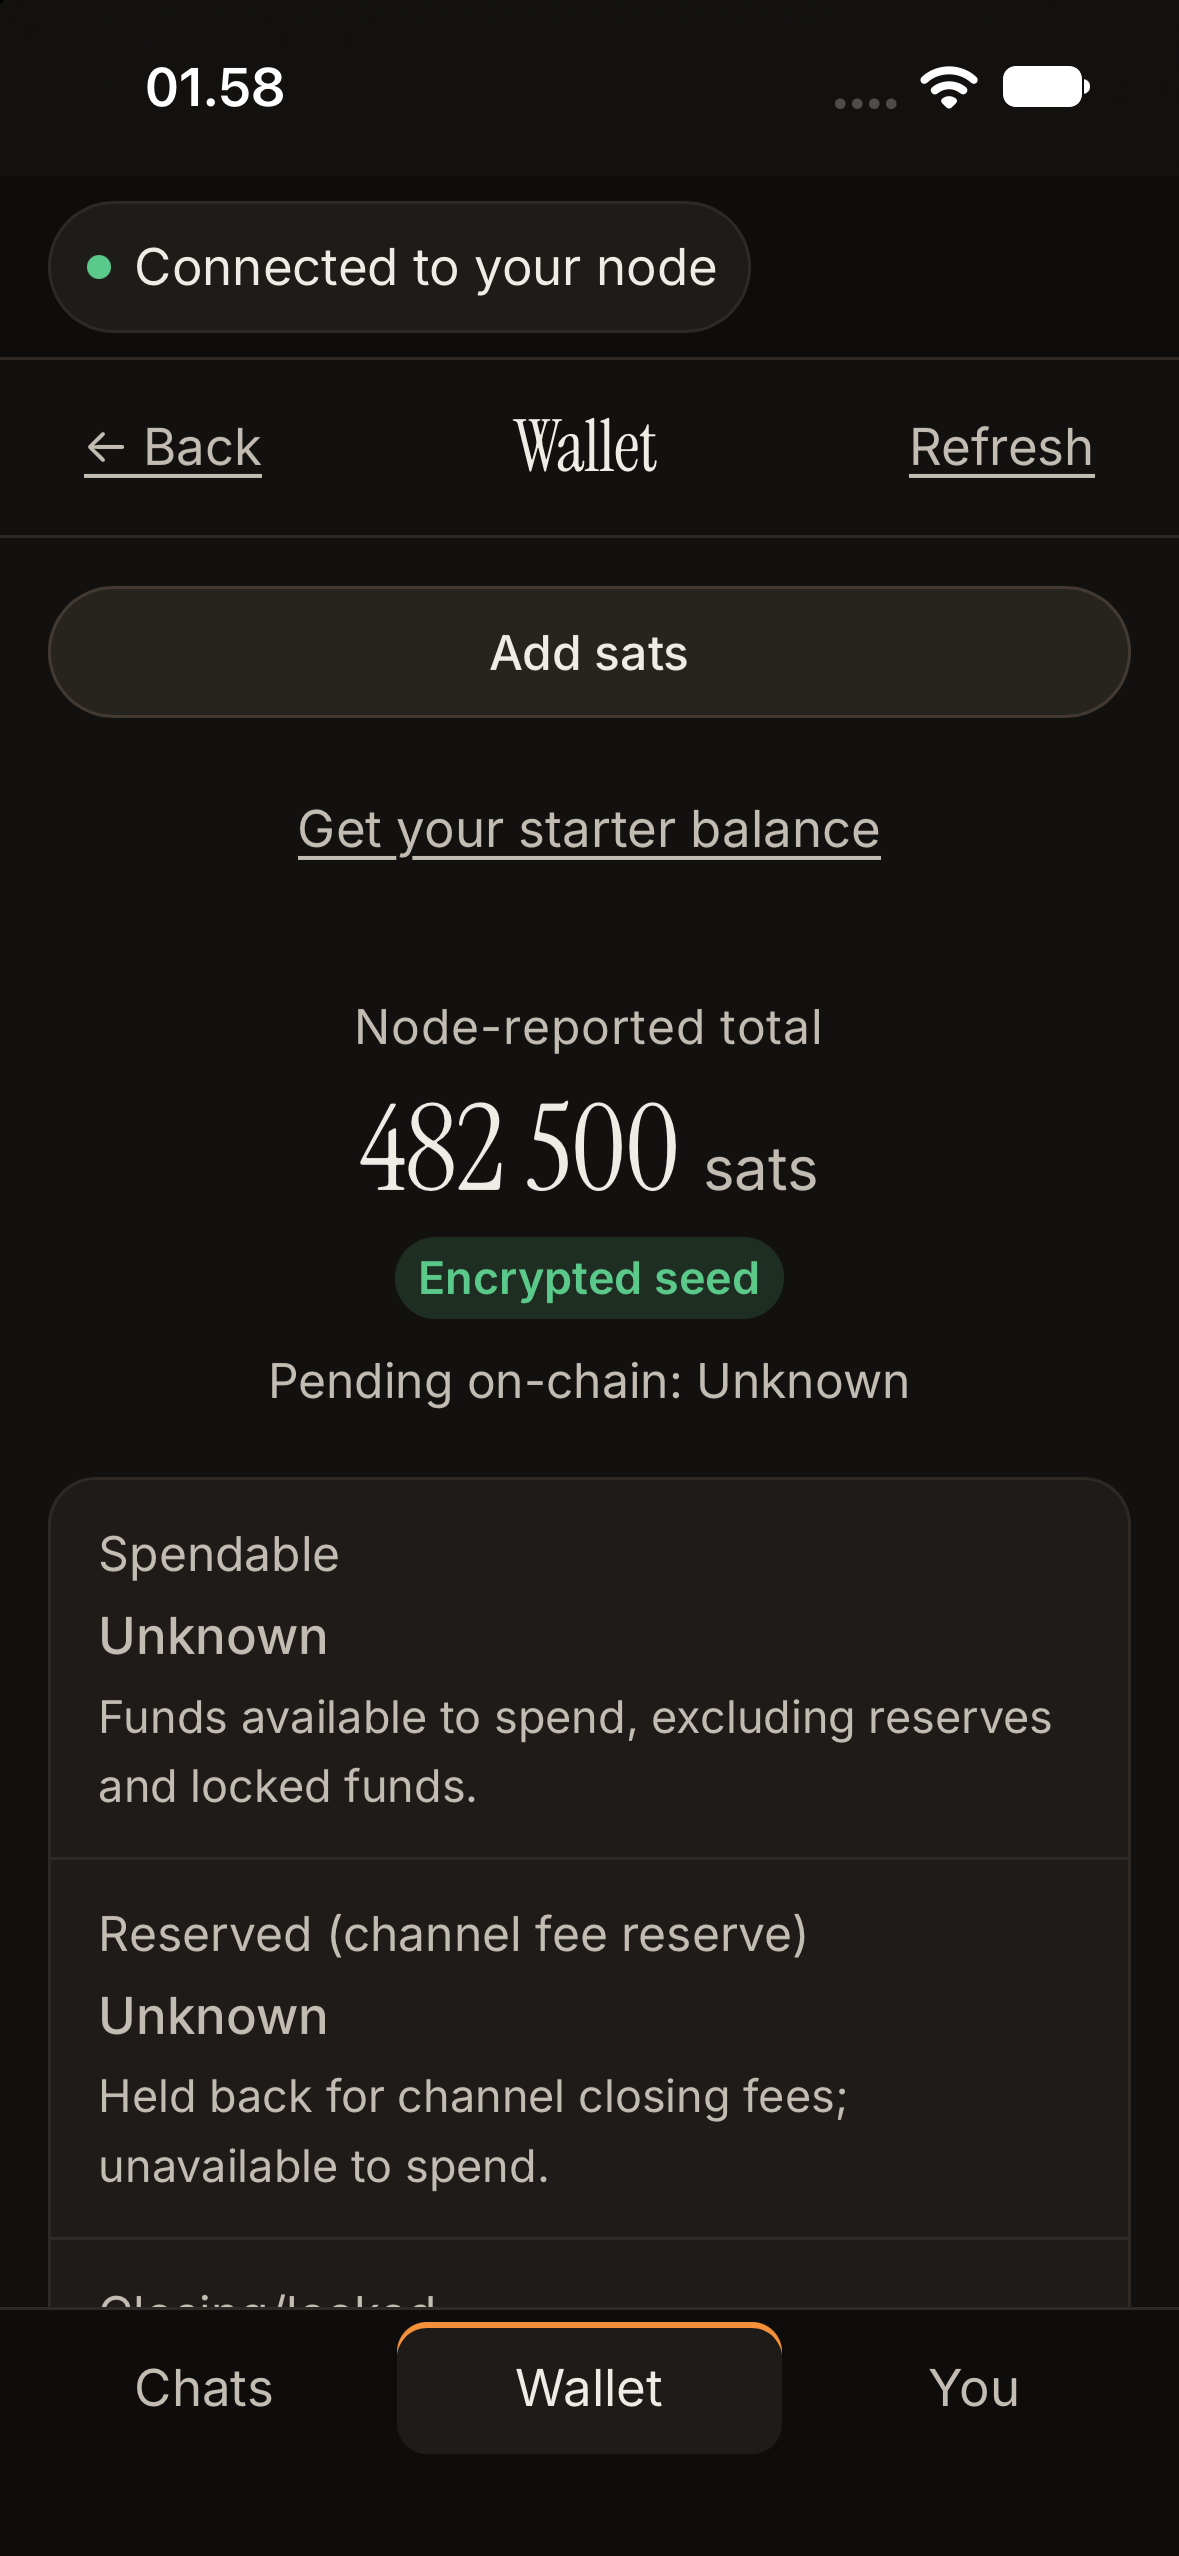 01.58
Connected to your node
← Back
Wallet
Refresh
Add sats
Get your starter balance
Node-reported total
482 500 sats
Encrypted seed
Pending on-chain: Unknown
Spendable
Unknown
Funds available to spend, excluding reserves
and locked funds.
Reserved (channel fee reserve)
Unknown
Held back for channel closing fees;
unavailable to spend.
Closing/locked
Chats
Wallet
You